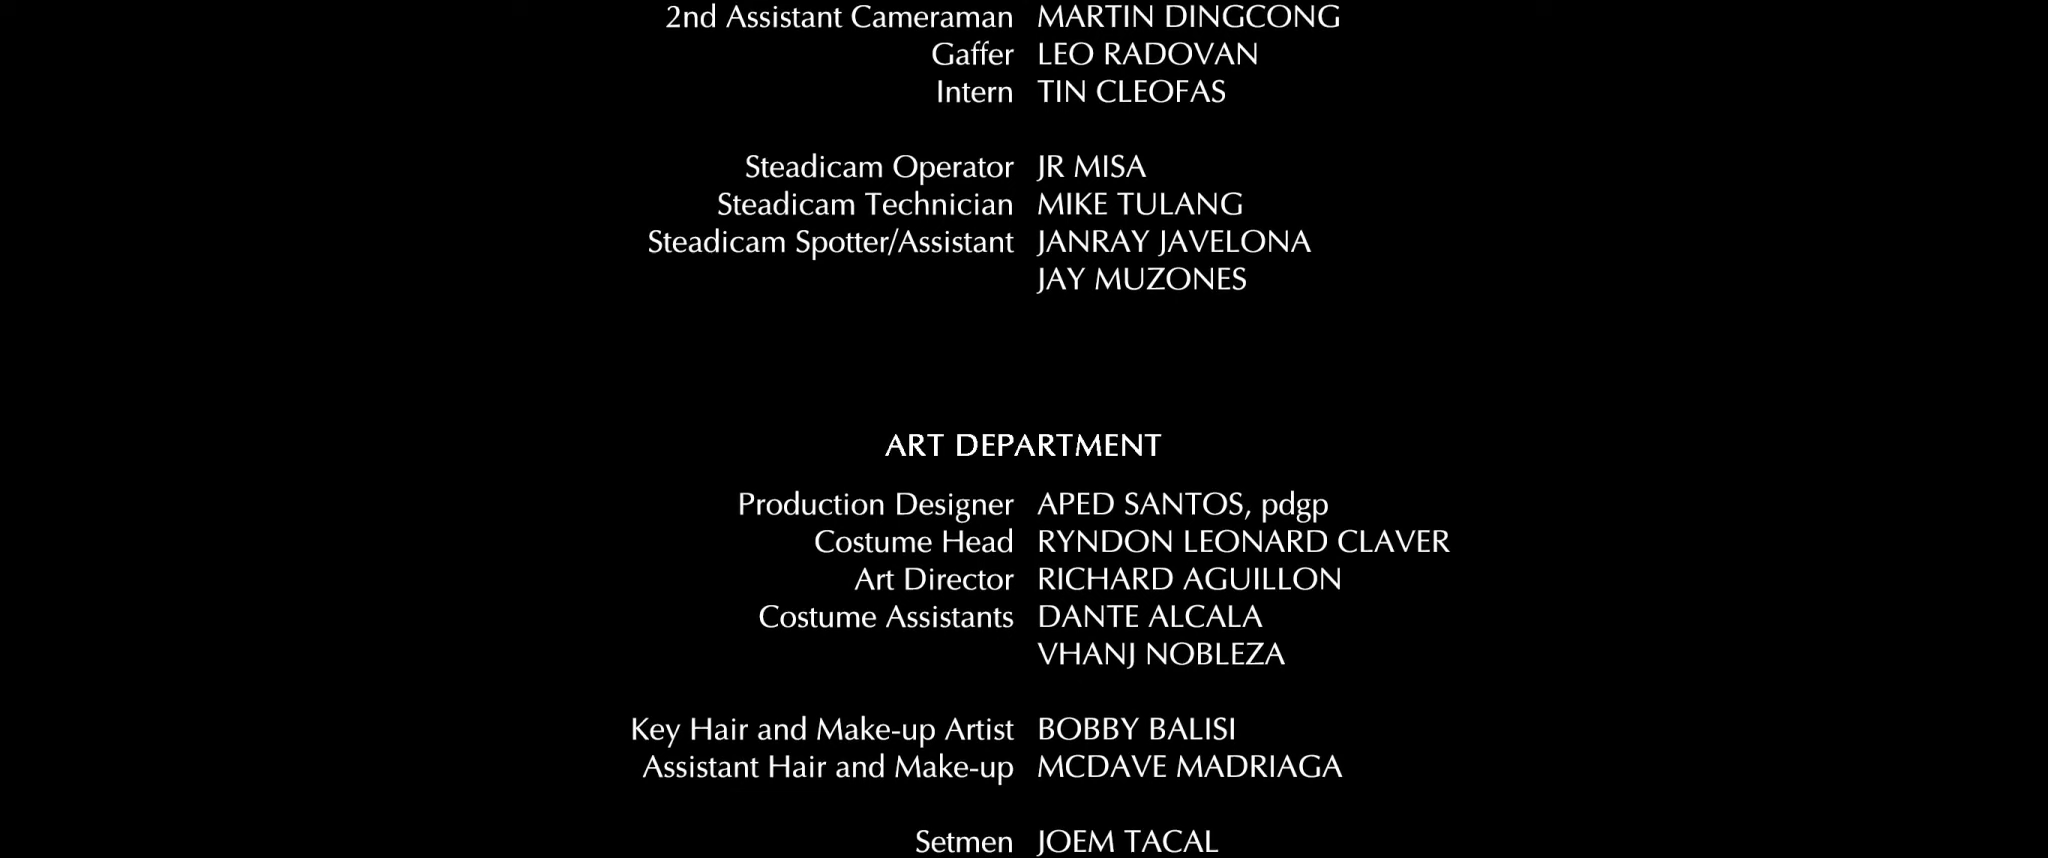 2nd Assistant Cameraman MARTIN DINGCONG
Gaffer LEO RADOVAN
Intern TIN CLEOFAS
Steadicam Operator JR MISA
Steadicam Technician MIKE TULANG
Steadicam Spotter/Assistant JANRAY JAVELONA
JAY MUZONES
ART DEPARTMENT
Production Designer APED SANTOS, pdgp
Costume Head RYNDON LEONARD CLAVER
Art Director RICHARD AGUILLON
Costume Assistants DANTE ALCALA
VHANJ NOBLEZA
Key Hair and Make-up Artist BOBBY BALISI
Assistant Hair and Make-up MCDAVE MADRIAGA
Setmen JOEM TACAL